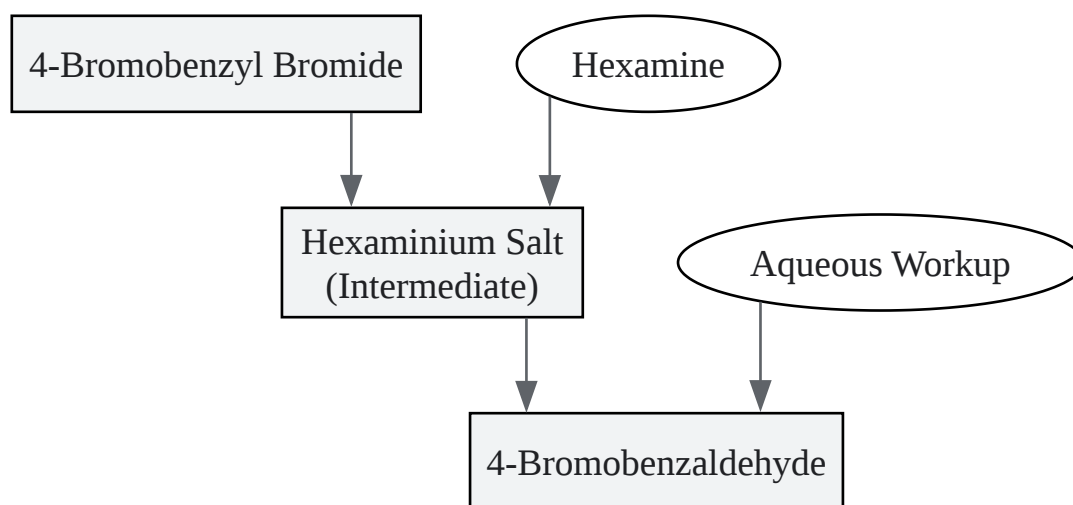 4-Bromobenzyl Bromide
Hexamine
Hexaminium Salt
(Intermediate)
Aqueous Workup
4-Bromobenzaldehyde